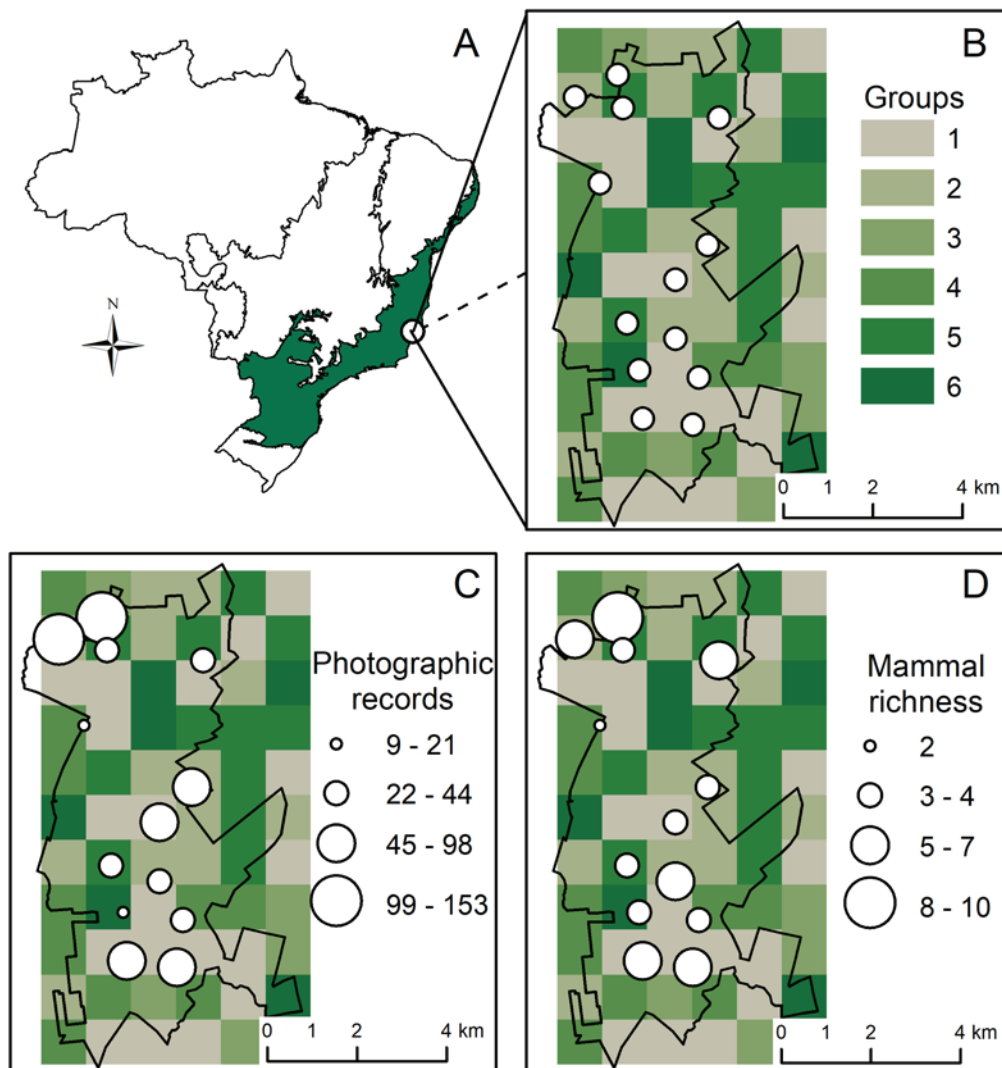 A
N
B
Groups
1
2
3
4
5
6
0 1 2 4 km
C
Photographic
records
9 - 21
22 - 44
45 - 98
99 - 153
0 1 2 4 km
D
Mammal
richness
2
3 - 4
5 - 7
8 - 10
0 1 2 4 km